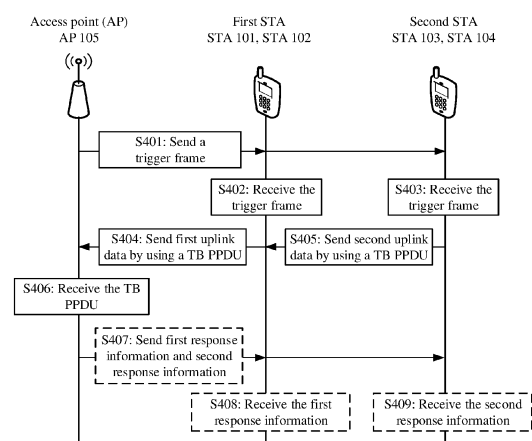 Access point (AP)
AP 105
First STA
STA 101, STA 102
Second STA
STA 103, STA 104
S401: Send a
trigger frame
S402: Receive the
trigger frame
S403: Receive the
trigger frame
S404: Send first uplink
data by using a TB PPDU
S405: Send second uplink
data by using a TB PPDU
S406: Receive the TB
PPDU
S407: Send first response
information and second
response information
S408: Receive the first
response information
S409: Receive the second
response information